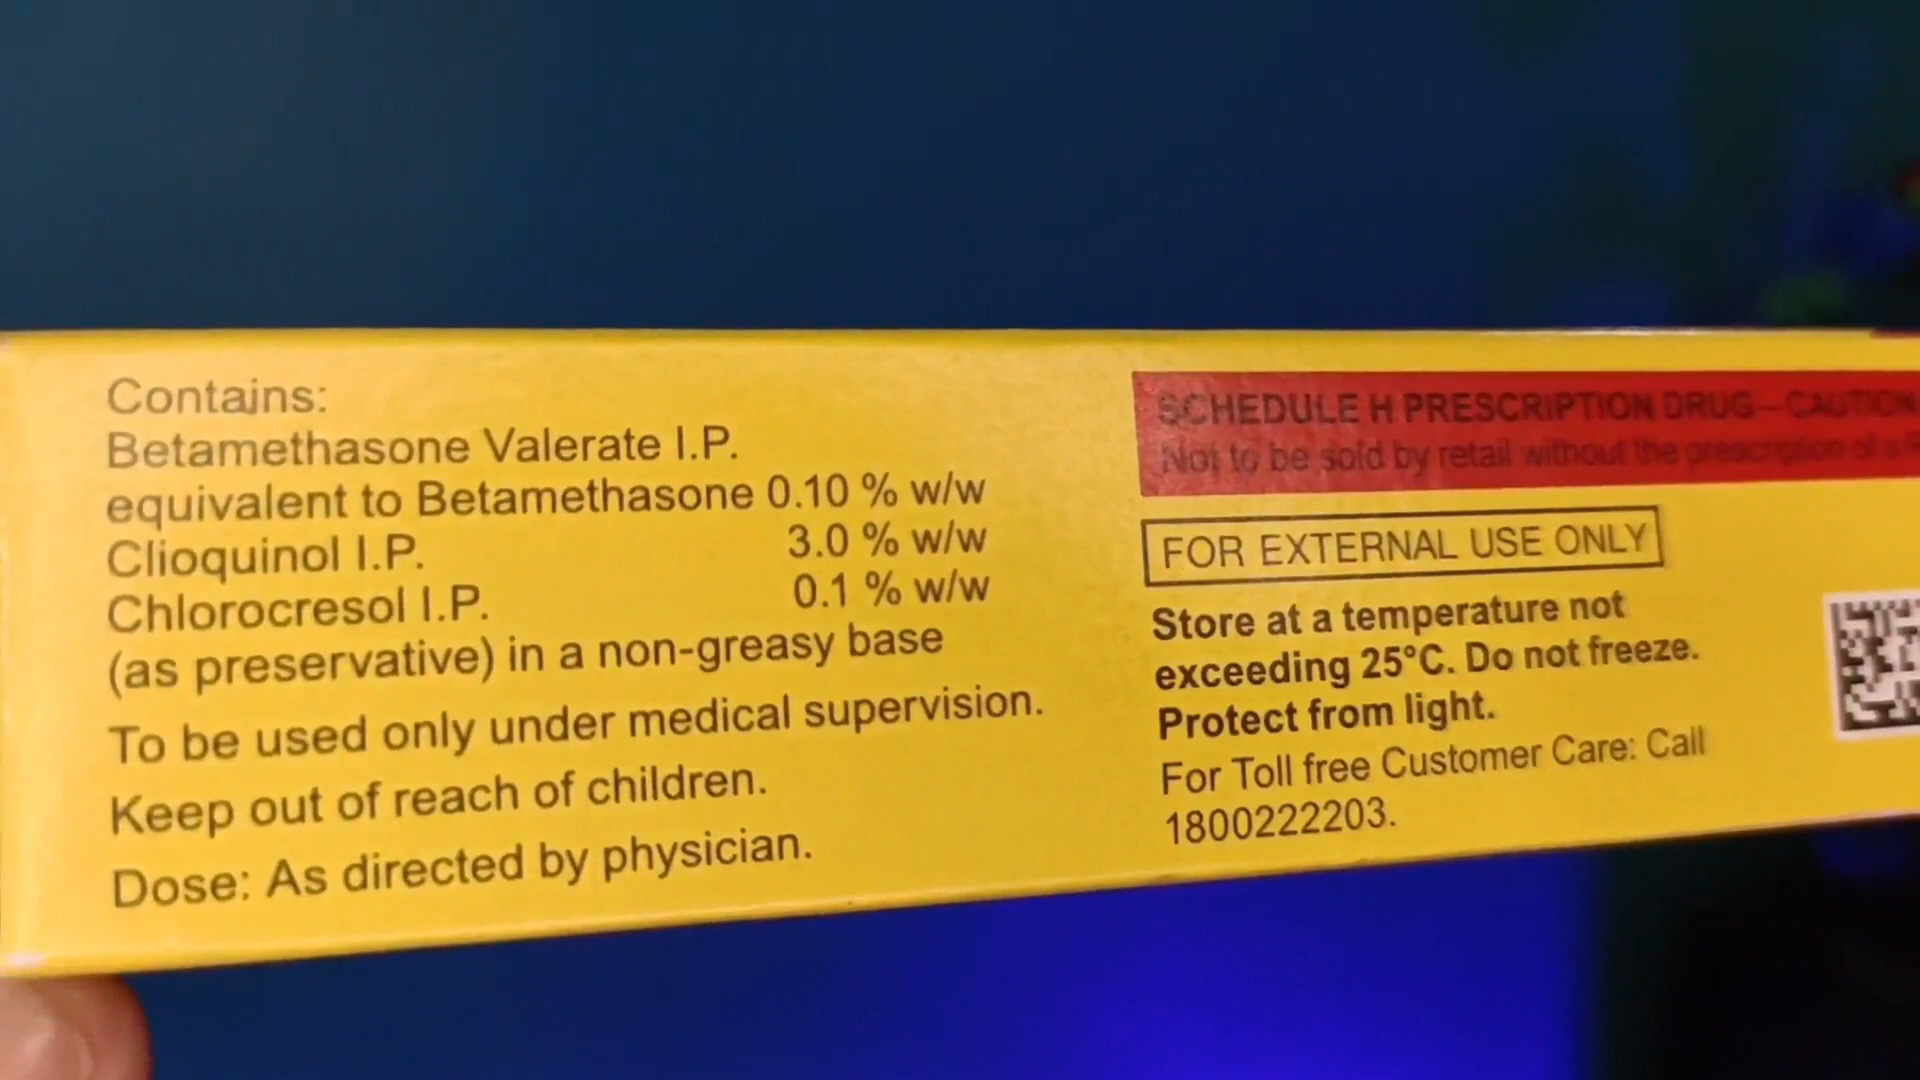 Contains:
Betamethasone Valerate I.P.
equivalent to Betamethasone 0.10 % w/w
Clioquinol I.P. 3.0 % w/w
Chlorocresol I.P. 0.1 % w/w
(as preservative) in a non-greasy base
To be used only under medical supervision.
Keep out of reach of children.
Dose: As directed by physician.
SCHEDULE H PRESCRIPTION DRUG – CAUTION
Not to be sold by retail without the prescription of a
FOR EXTERNAL USE ONLY
Store at a temperature not
exceeding 25°C. Do not freeze.
Protect from light.
For Toll free Customer Care: Call
1800222203.